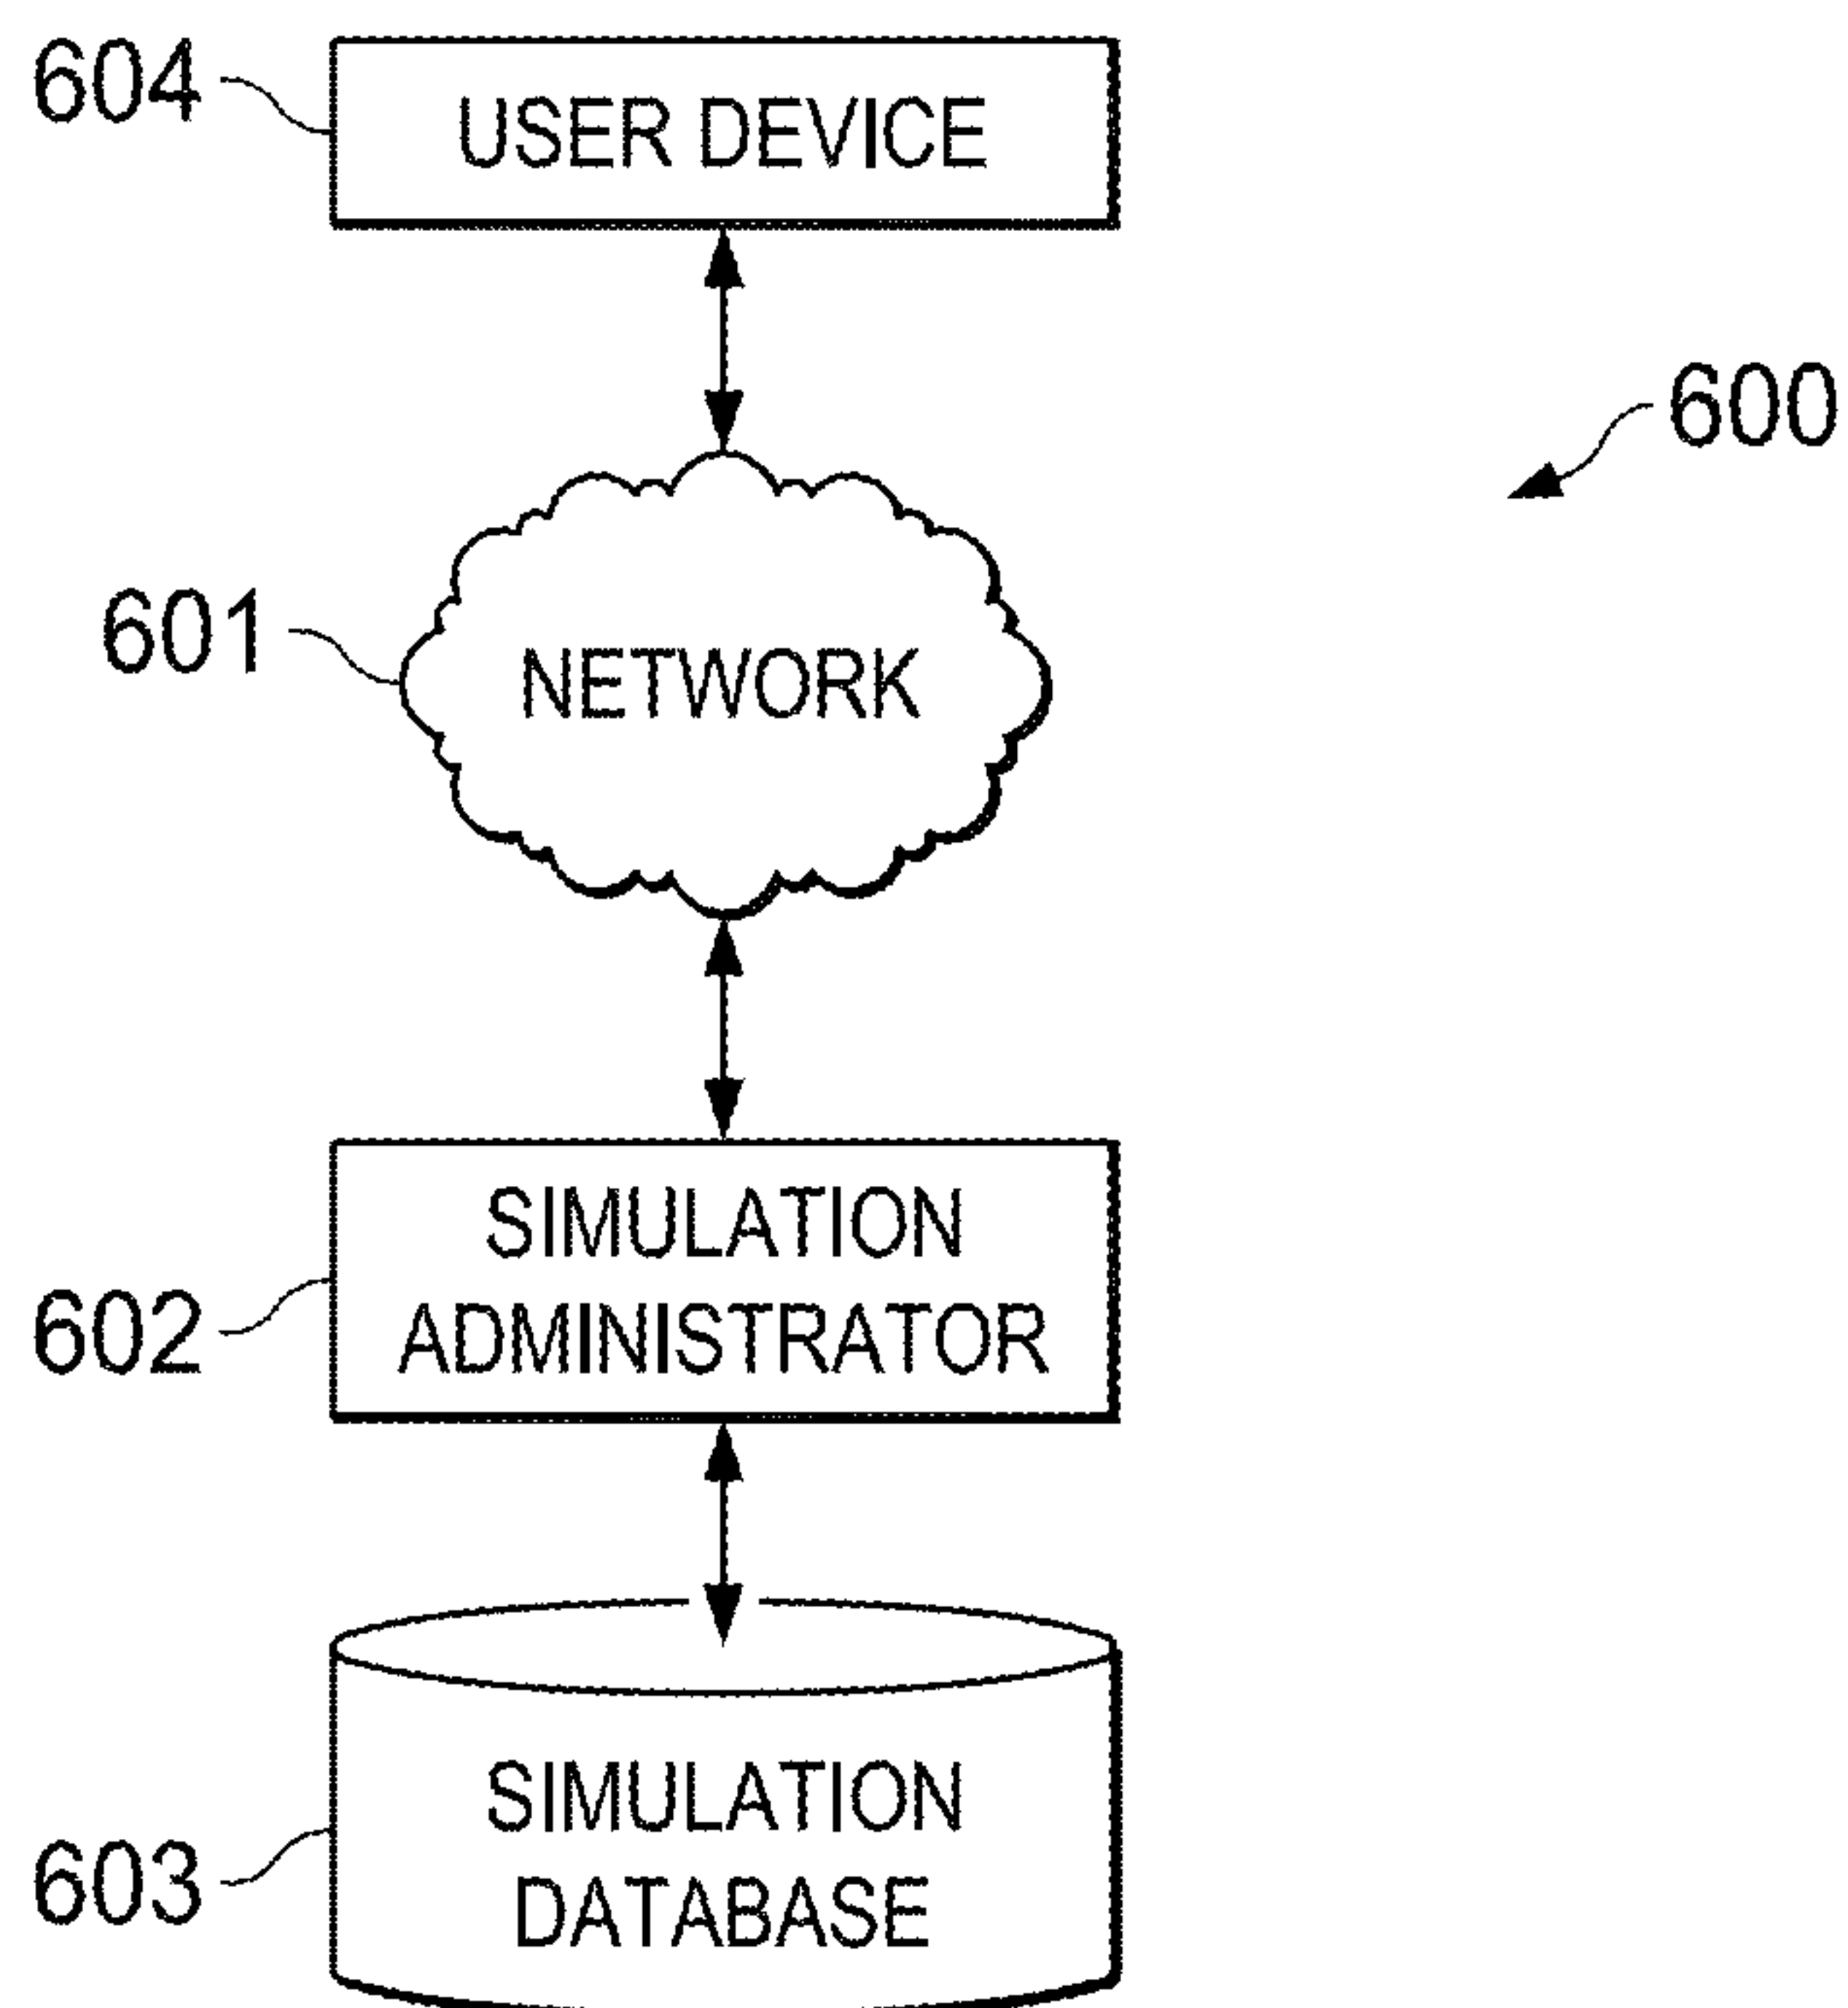 604
USER DEVICE
600
601
NETWORK
SIMULATION
ADMINISTRATOR
602
SIMULATION
DATABASE
603